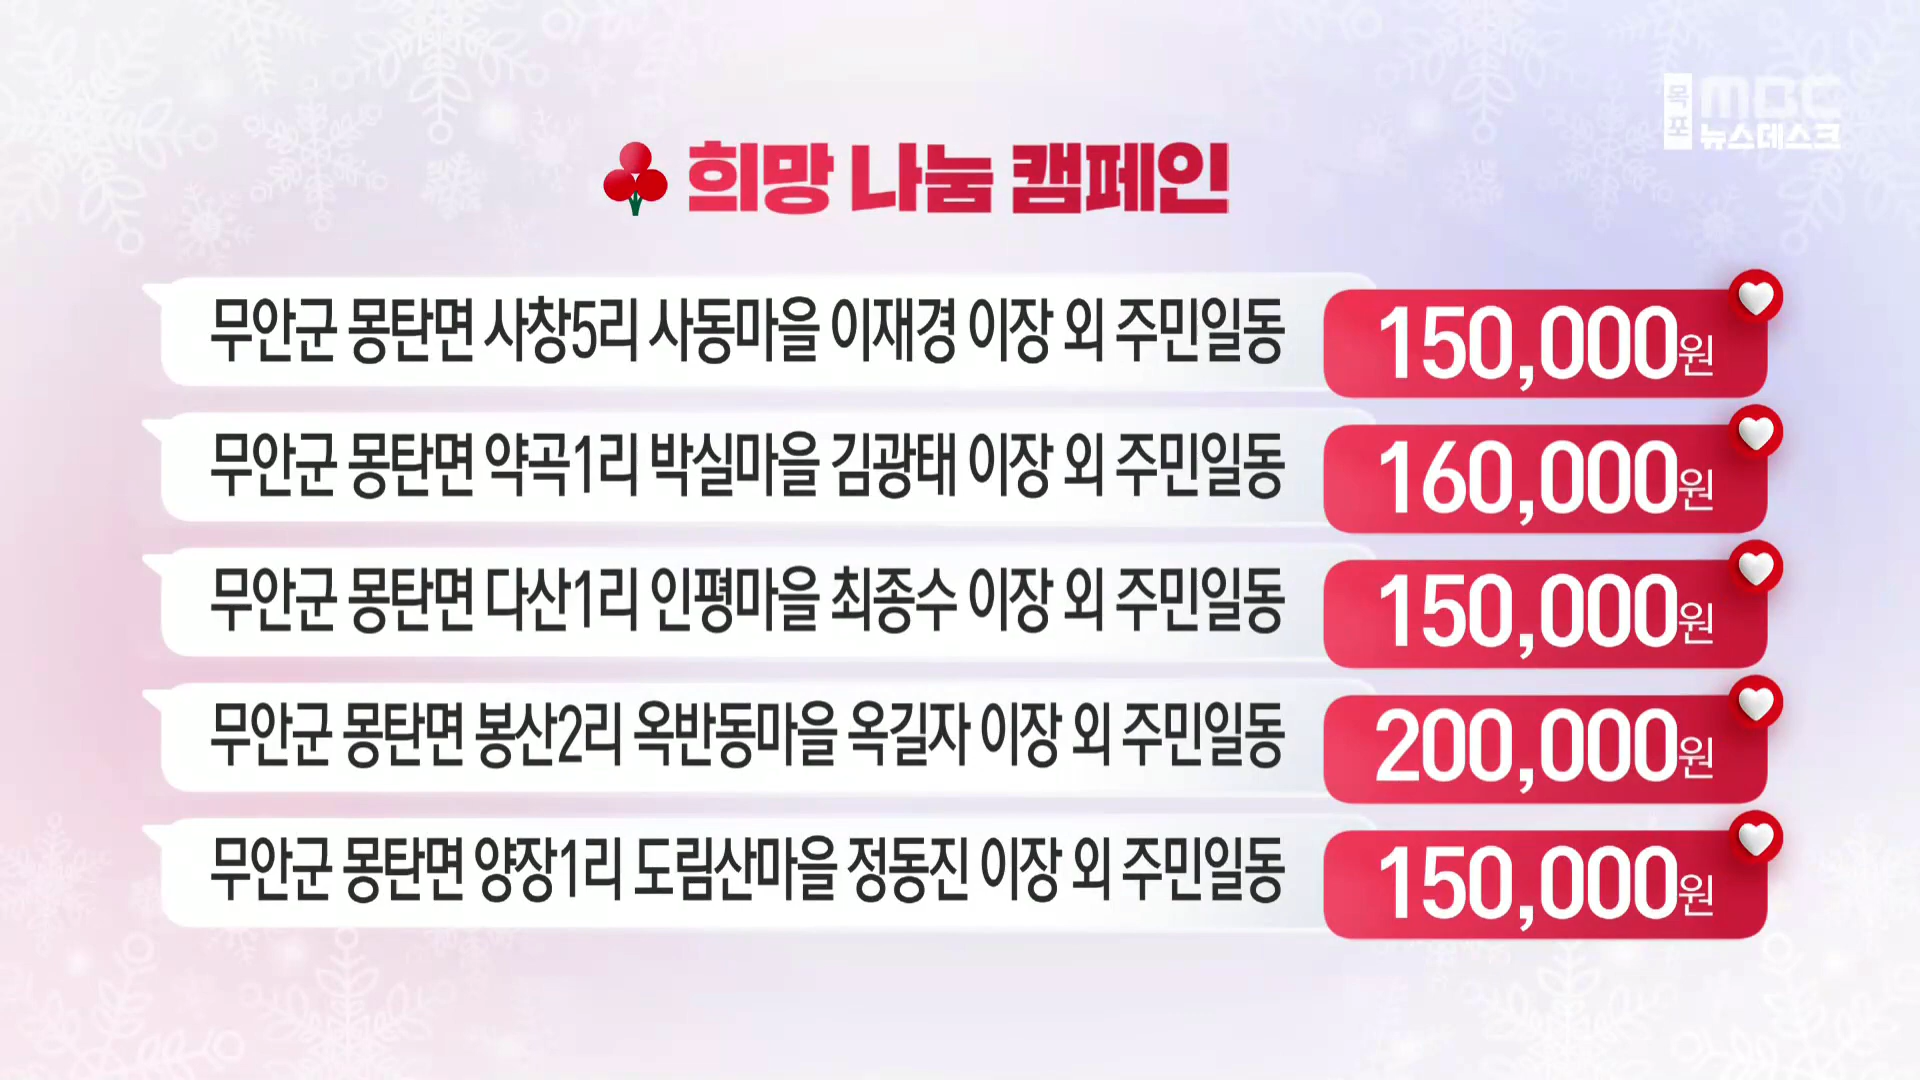 목포 MBC
뉴스데스크
희망 나눔 캠페인
무안군 몽탄면 사창5리 사동마을 이재경 이장 외 주민일동 150,000원
무안군 몽탄면 약곡1리 박실마을 김광태 이장 외 주민일동 160,000원
무안군 몽탄면 다산1리 인평마을 최종수 이장 외 주민일동 150,000원
무안군 몽탄면 봉산2리 옥반동마을 옥길자 이장 외 주민일동 200,000원
무안군 몽탄면 양장1리 도림산마을 정동진 이장 외 주민일동 150,000원